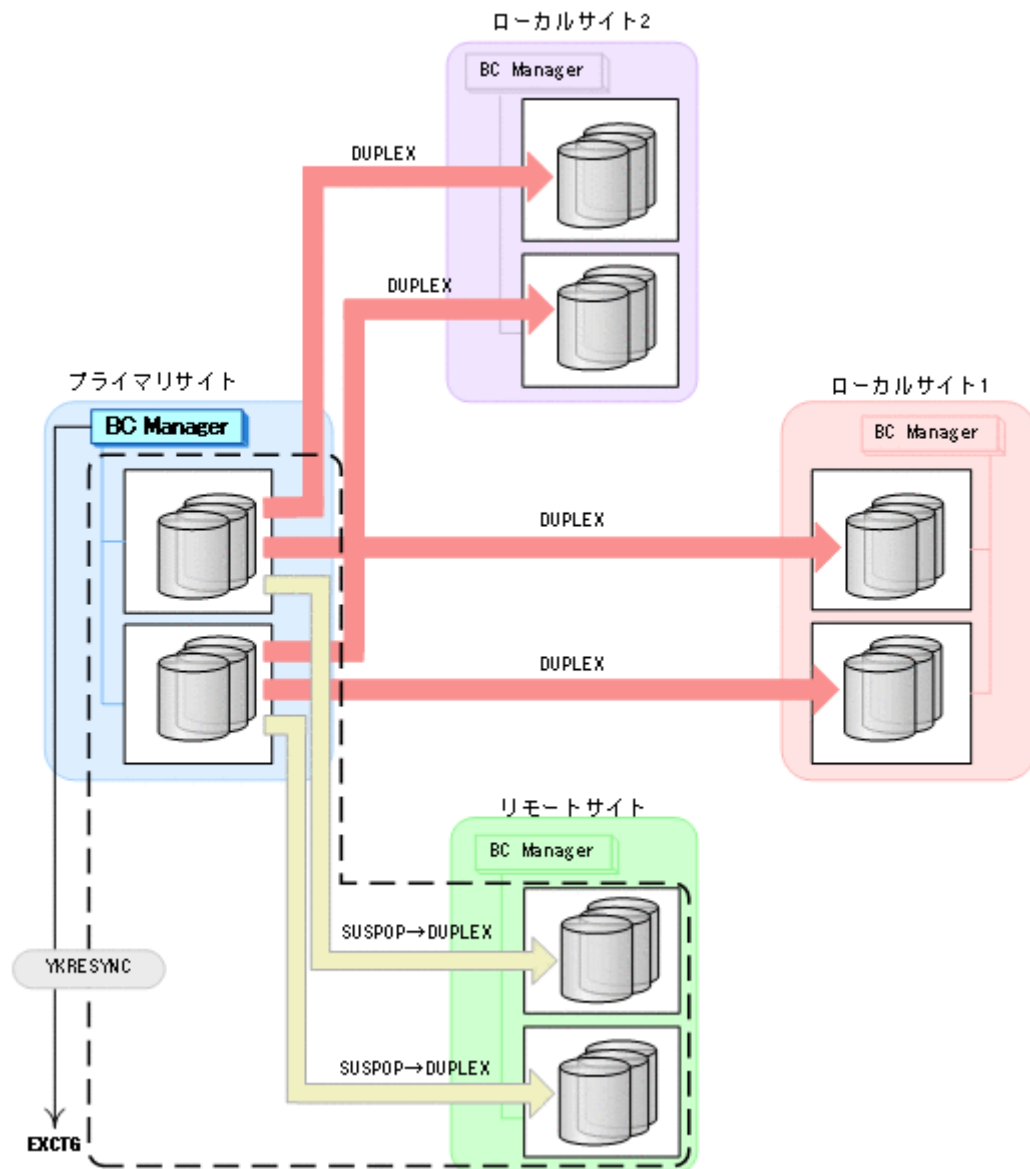 ローカルサイト2
BC Manager
DUPLEX
DUPLEX
プライマリサイト
BC Manager
ローカルサイト1
BC Manager
DUPLEX
DUPLEX
リモートサイト
BC Manager
SUSPOP→DUPLEX
YKRESYNC
SUSPOP→DUPLEX
EXCTG